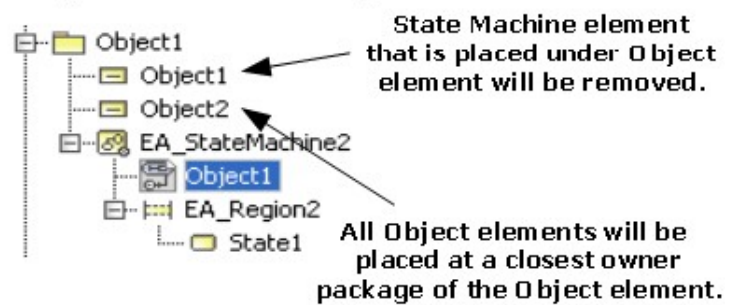 Object1
State Machine element
that is placed under Object
element will be removed.
Object1
Object2
EA_StateMachine2
Object1
EA_Region2
State1
All Object elements will be
placed at a closest owner
package of the Object element.